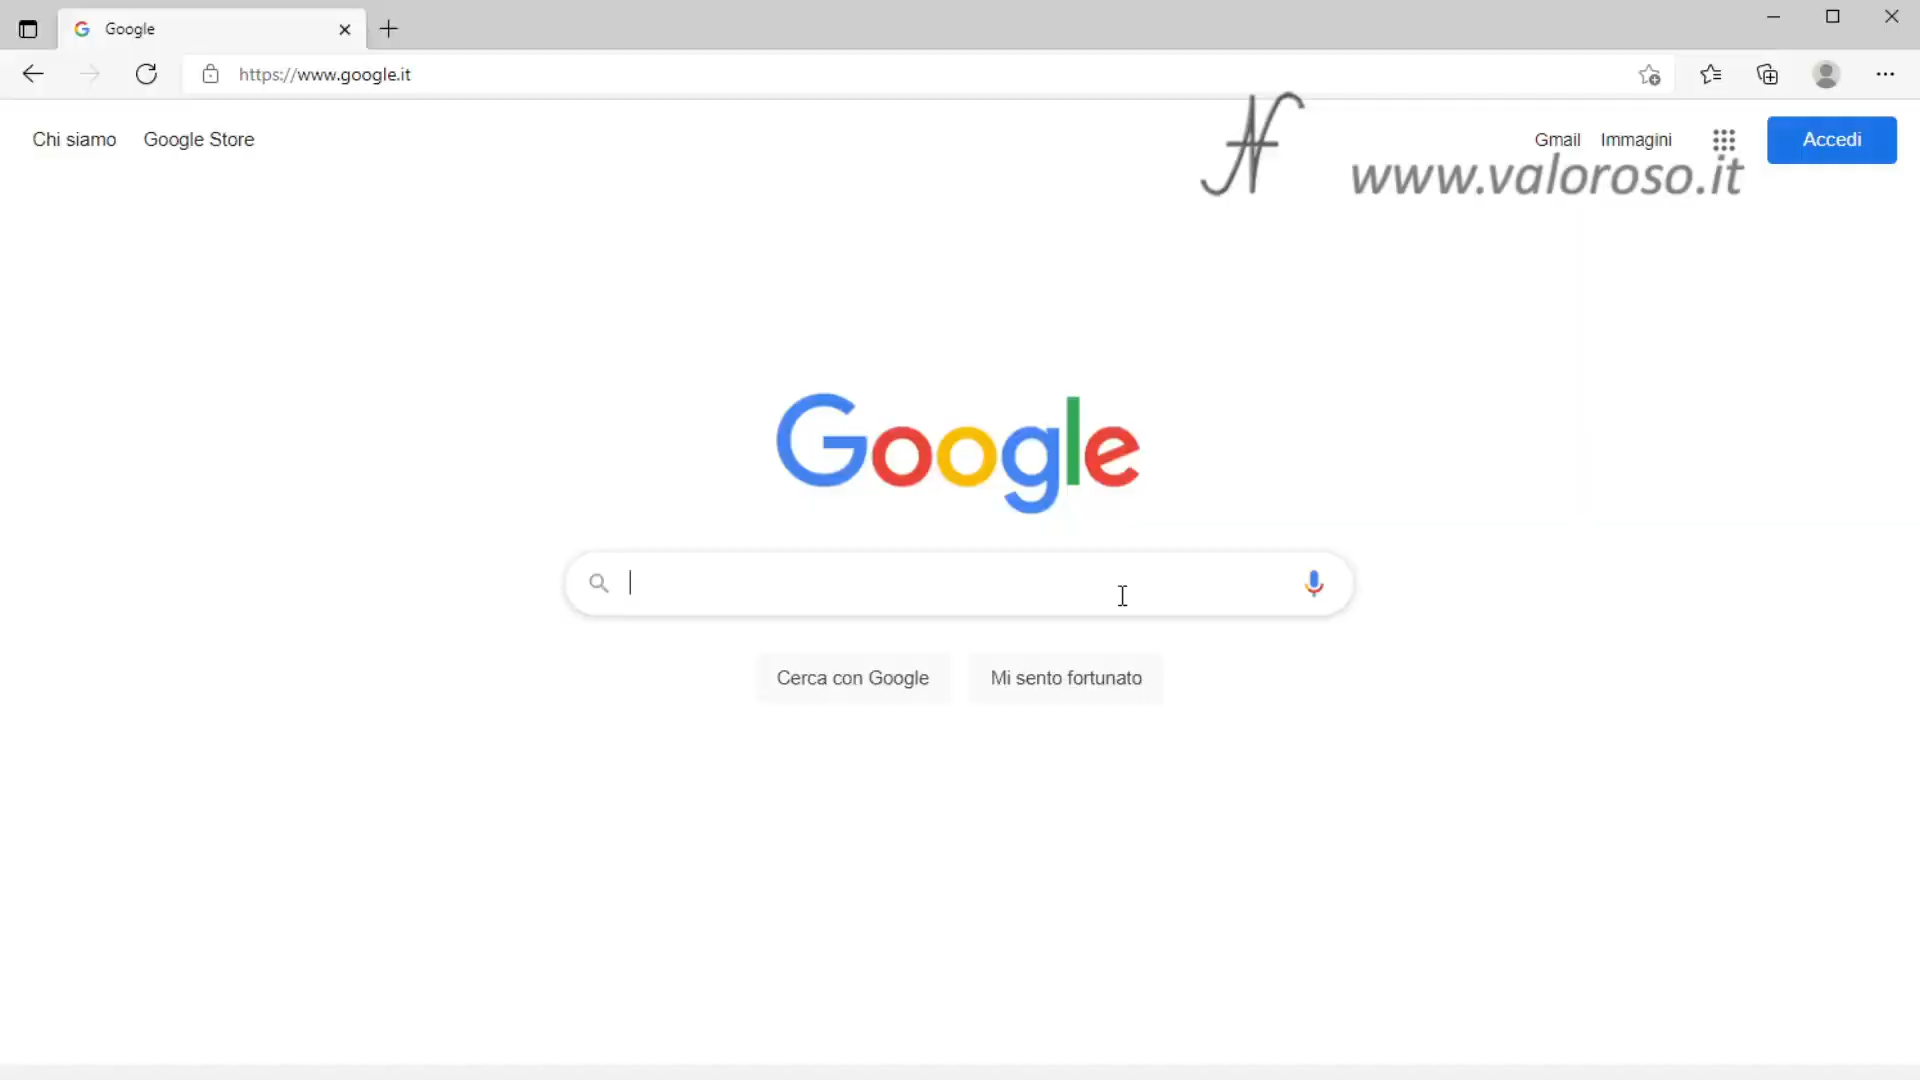 Google
https://www.google.it
Chi siamo Google Store Gmail Immagini Accedi
www.valoroso.it
Google
Cerca con Google Mi sento fortunato